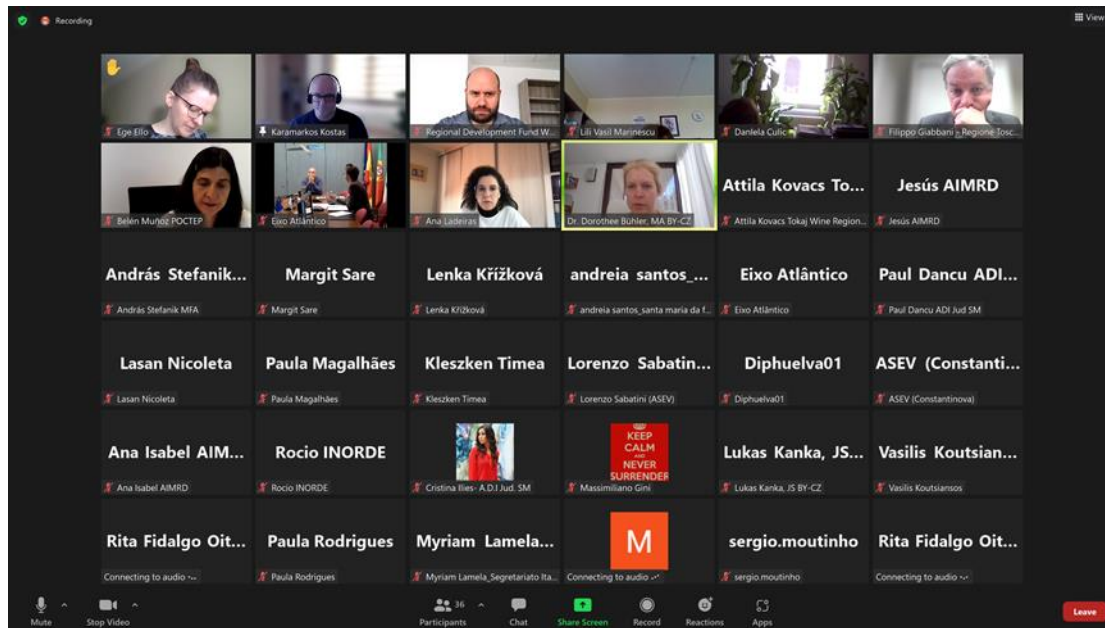 Recording
View
Ege Ello
Karamarkos Kostas
Regional Development Fund W...
Lili Vasil Marinescu
Daniela Culic
Filippo Giabbani - Regione Tosc...
Belén Muñoz POCTEP
Eixo Atlántico
Ana Ladeiras
Dr. Dorothee Bühler, MA BY-CZ
Attila Kovacs To...
Attila Kovacs Tokaj Wine Region...
Jesús AIMRD
Jesús AIMRD
András Stefanik...
András Stefanik MFA
Margit Sare
Margit Sare
Lenka Křížková
Lenka Křížková
andreia santos_...
andreia santos_santa maria da f...
Eixo Atlântico
Eixo Atlântico
Paul Dancu ADI...
Paul Dancu ADI Jud SM
Lasan Nicoleta
Lasan Nicoleta
Paula Magalhães
Paula Magalhães
Kleszken Timea
Kleszken Timea
Lorenzo Sabatin...
Lorenzo Sabatini (ASEV)
Diphuelva01
Diphuelva01
ASEV (Constanti...
ASEV (Constantinova)
Ana Isabel AIM...
Ana Isabel AIMRD
Rocio INORDE
Rocio INORDE
Cristina Ilies- A.D.I Jud. SM
KEEP
CALM
AND
NEVER
SURRENDER
Massimiliano Gini
Lukas Kanka, JS...
Lukas Kanka, JS BY-CZ
Vasilis Koutsian...
Vasilis Koutsiansos
Rita Fidalgo Oit...
Connecting to audio
Paula Rodrigues
Paula Rodrigues
Myriam Lamela...
Myriam Lamela_Segretariato Ita...
M
Connecting to audio
sergio.moutinho
sergio.moutinho
Rita Fidalgo Oit...
Connecting to audio
Mute
Stop Video
36
Participants
Chat
Share Screen
Record
Reactions
Apps
Leave